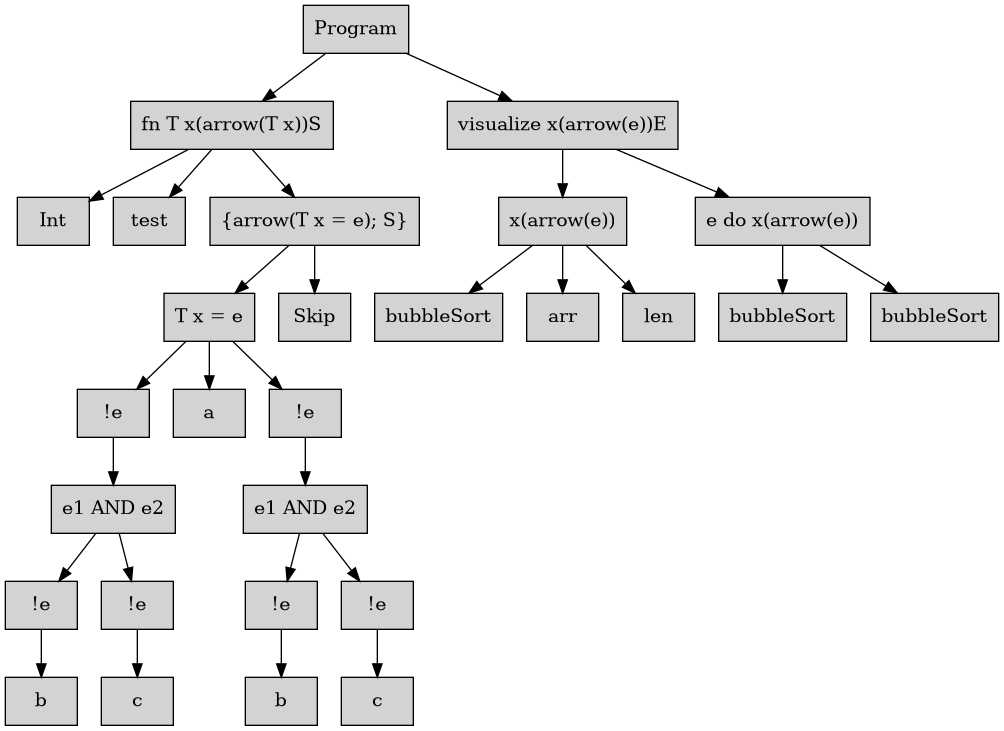 Program
fn T x(arrow(T x))S
visualize x(arrow(e))E
Int
test
{arrow(T x = e); S}
x(arrow(e))
e do x(arrow(e))
T x = e
Skip
bubbleSort
arr
len
bubbleSort
bubbleSort
!e
a
!e
e1 AND e2
e1 AND e2
!e
!e
!e
!e
b
c
b
c